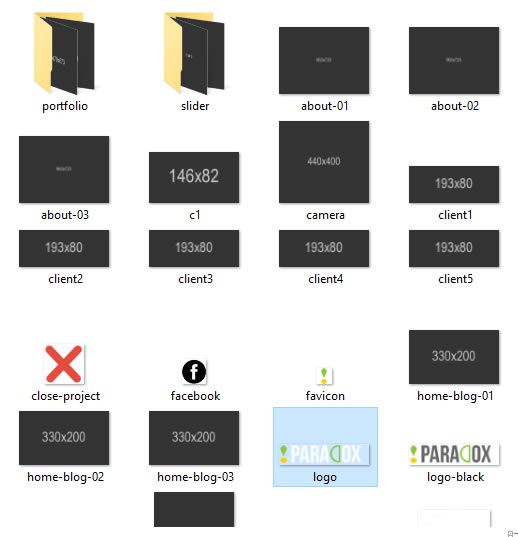 portfolio
slider
about-01
about-02
146x82
440x400
193x80
about-03
c1
camera
client1
193x80
193x80
193x80
193x80
client2
client3
client4
client5
330x200
close-project
facebook
favicon
home-blog-01
330x200
330x200
PARADOX
PARADOX
home-blog-02
home-blog-03
logo
logo-black